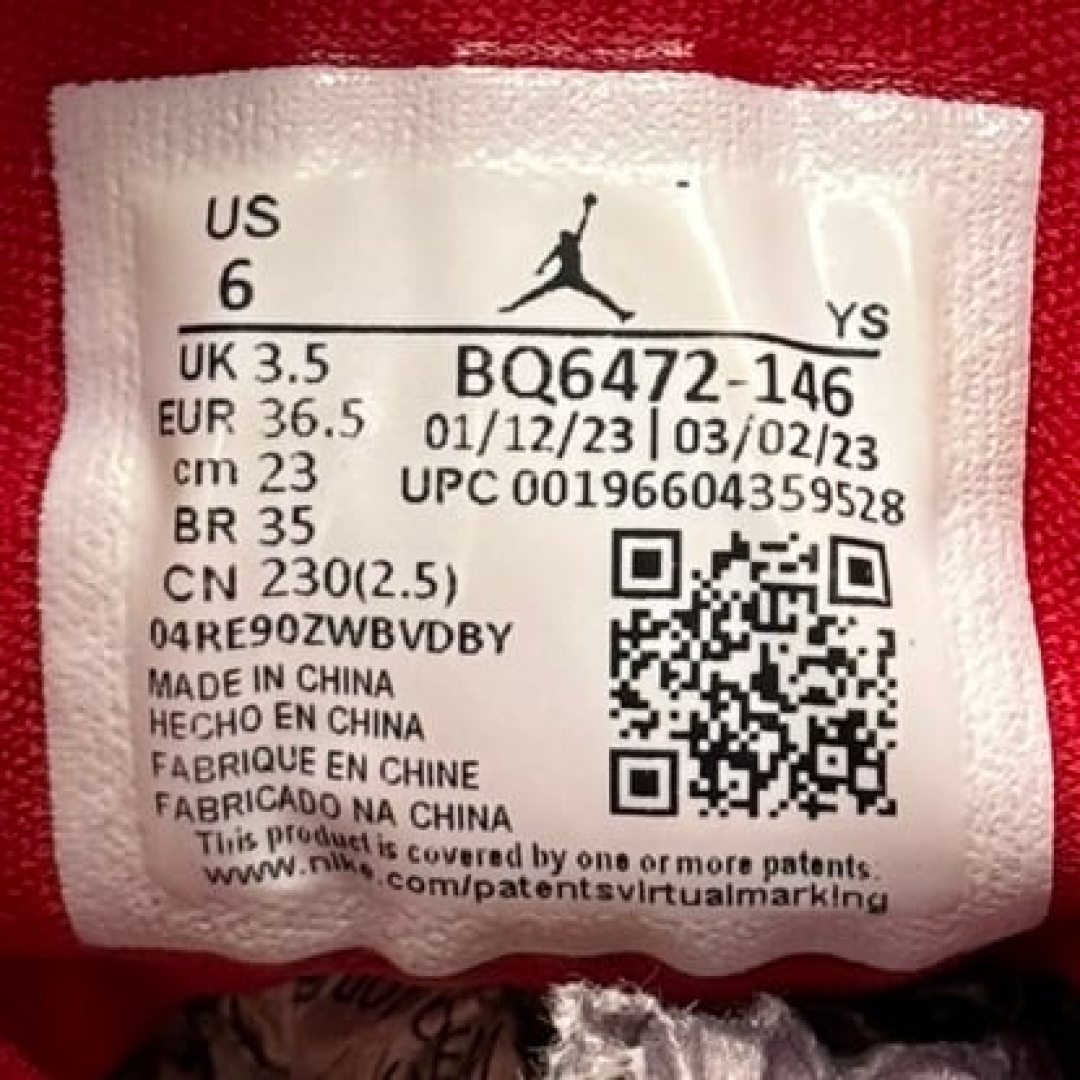 US
6
YS
UK 3.5
EUR 36.5
cm 23
BR 35
CN 230(2.5)
BQ6472-146
01/12/23 | 03/02/23
UPC 00196604359528
04RE90ZWBVDBY
MADE IN CHINA
HECHO EN CHINA
FABRIQUE EN CHINE
FABRICADO NA CHINA
This product is covered by one or more patents.
www.nike.com/patentsvirtualmarking